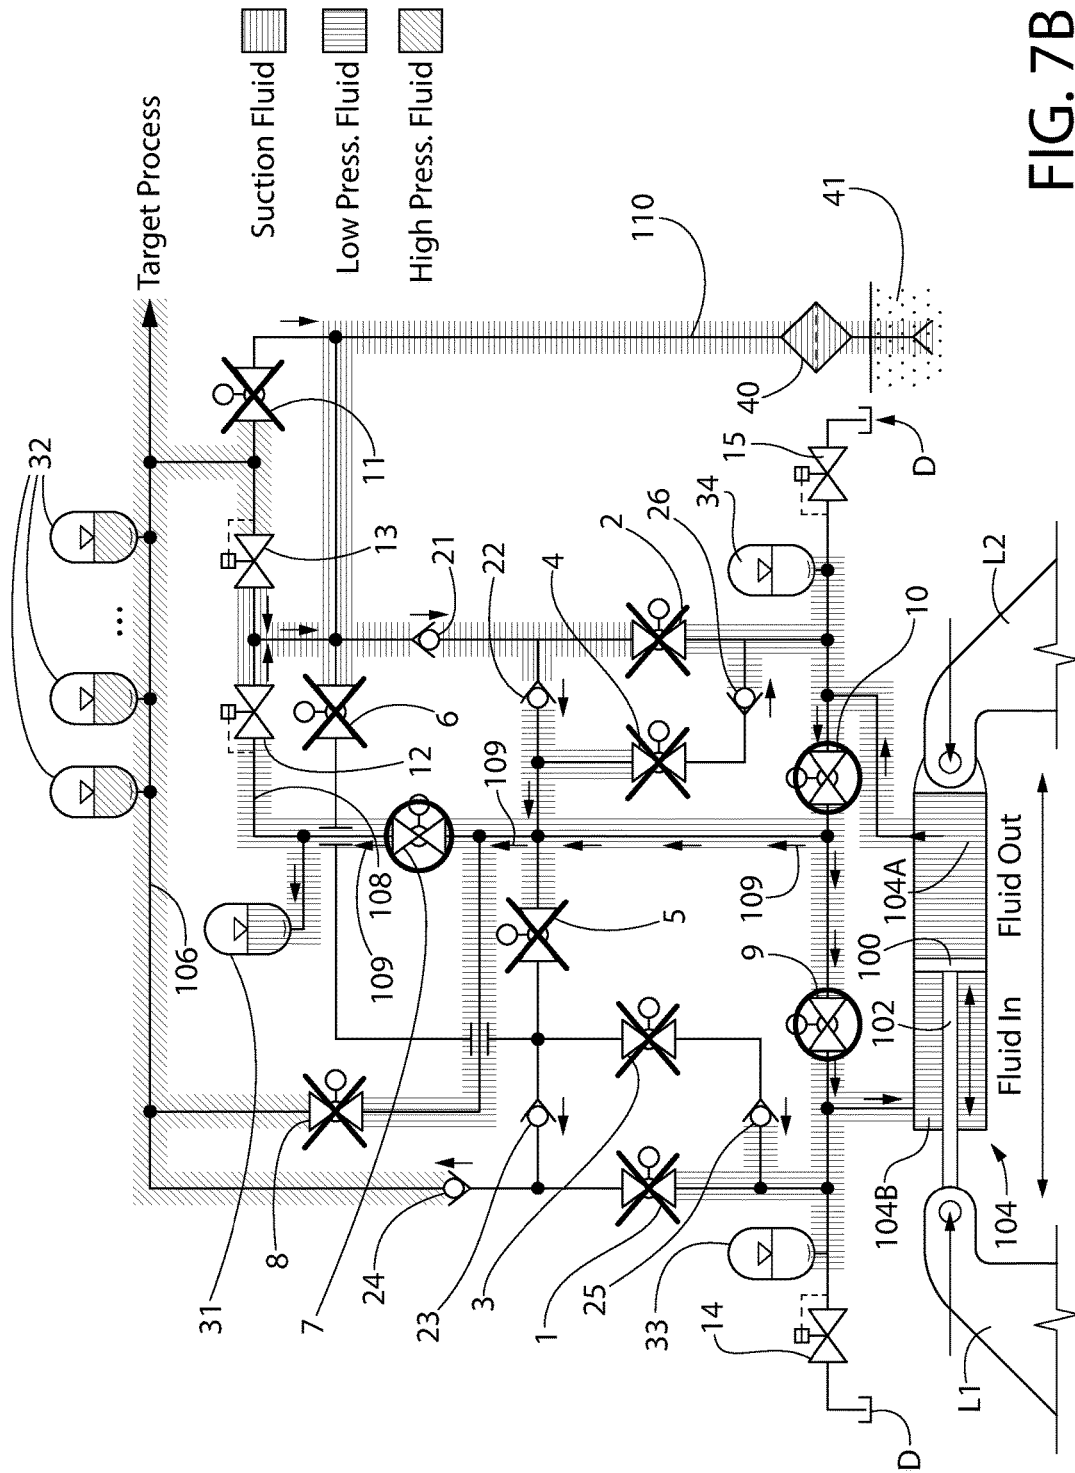 Target Process
Suction Fluid
Low Press. Fluid
High Press. Fluid
32
...
106
31
109
108
12
13
11
6
21
22
109
7
8
24
23
3
1
25
33
5
4
2
26
34
15
40
41
110
D
14
D
109
9
10
104A
104B
102
100
104
Fluid In
Fluid Out
L1
L2
FIG. 7B